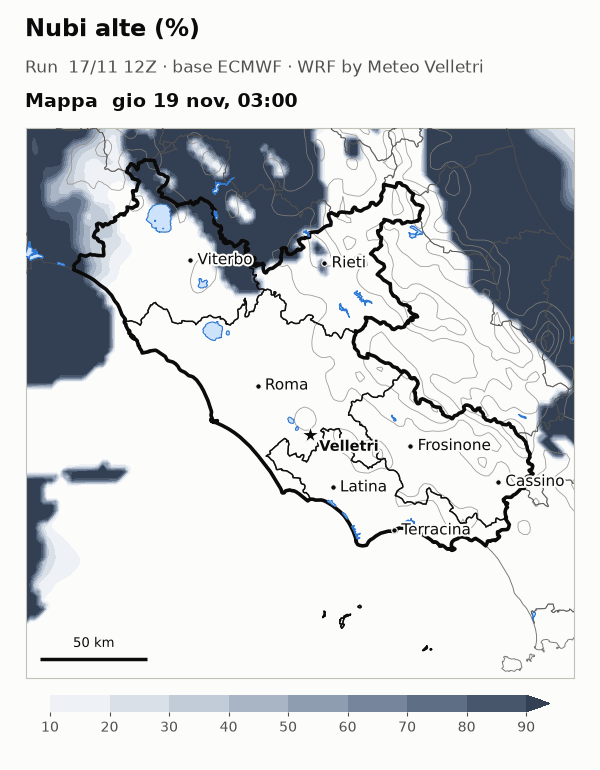 Nubi alte (%)
Run 17/11 12Z · base ECMWF · WRF by Meteo Velletri
Mappa gio 19 nov, 03:00
Viterbo
Rieti
Roma
Velletri
Frosinone
Latina
Cassino
Terracina
50 km
10 20 30 40 50 60 70 80 90